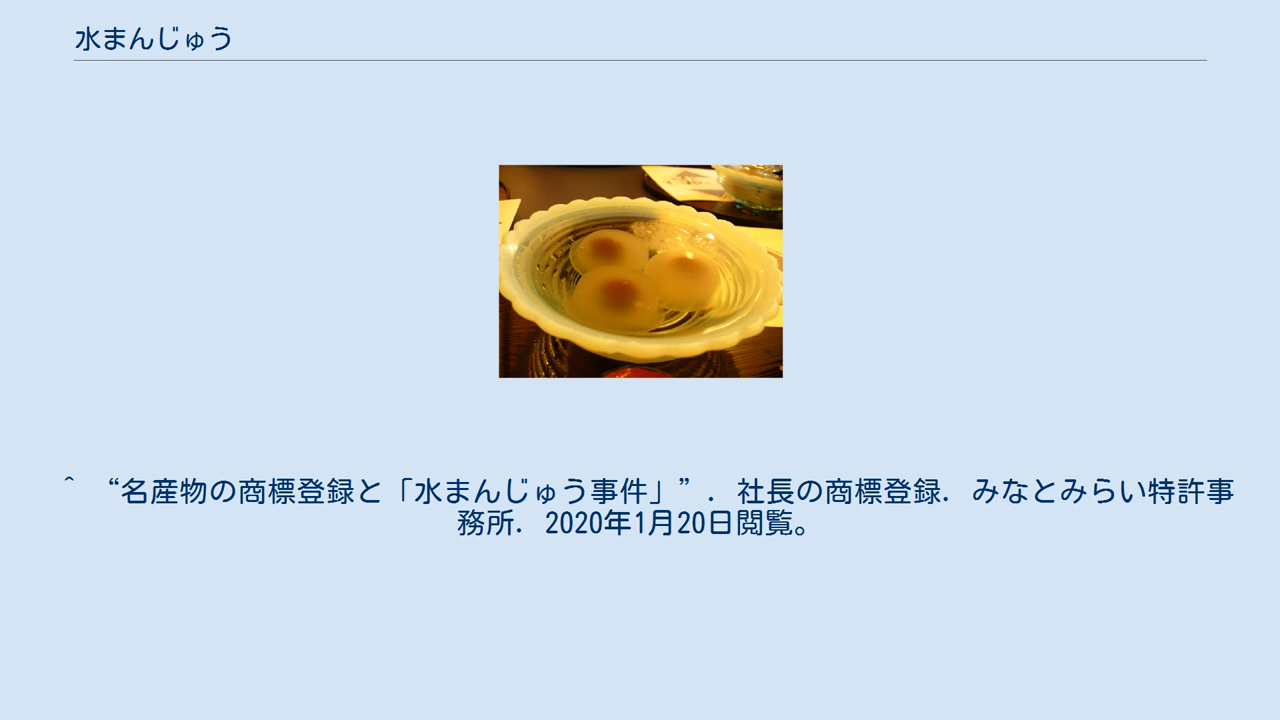 水まんじゅう
^ “名産物の商標登録と「水まんじゅう事件」”. 社長の商標登録. みなとみらい特許事
務所. 2020年1月20日閲覧。